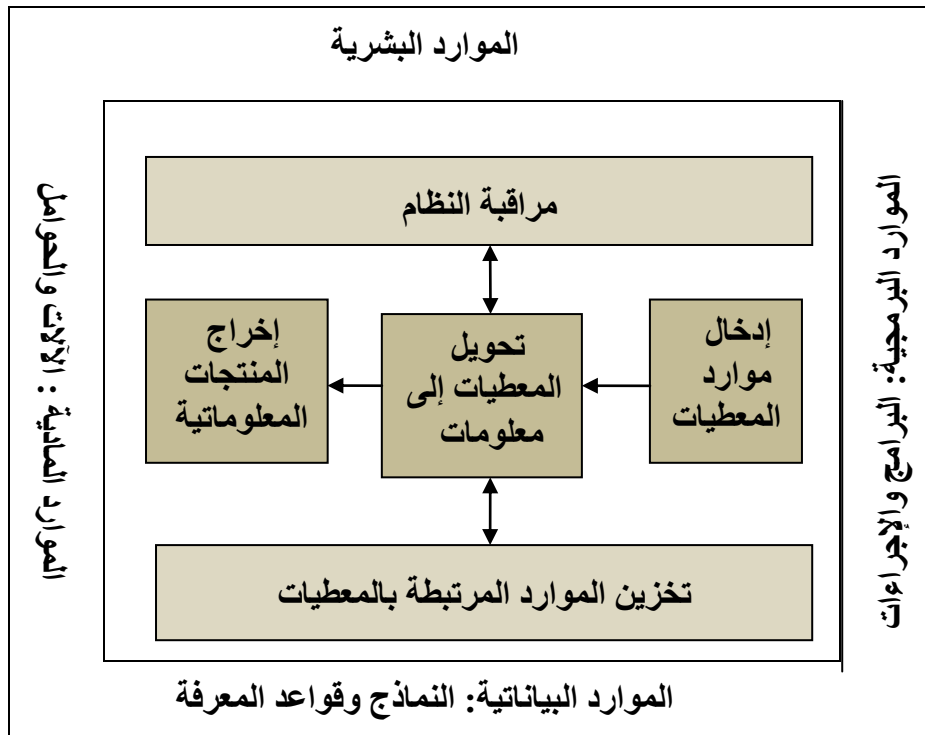 الموارد البشرية
مراقبة النظام
إدخال
موارد
المعطيات
تحويل
المعطيات إلى
معلومات
إخراج
المنتجات
المعلوماتية
تخزين الموارد المرتبطة بالمعطيات
الموارد البرمجية: البرامج والإجراءات
الموارد المادية : الآلات والحوامل
الموارد البياناتية: النماذج وقواعد المعرفة